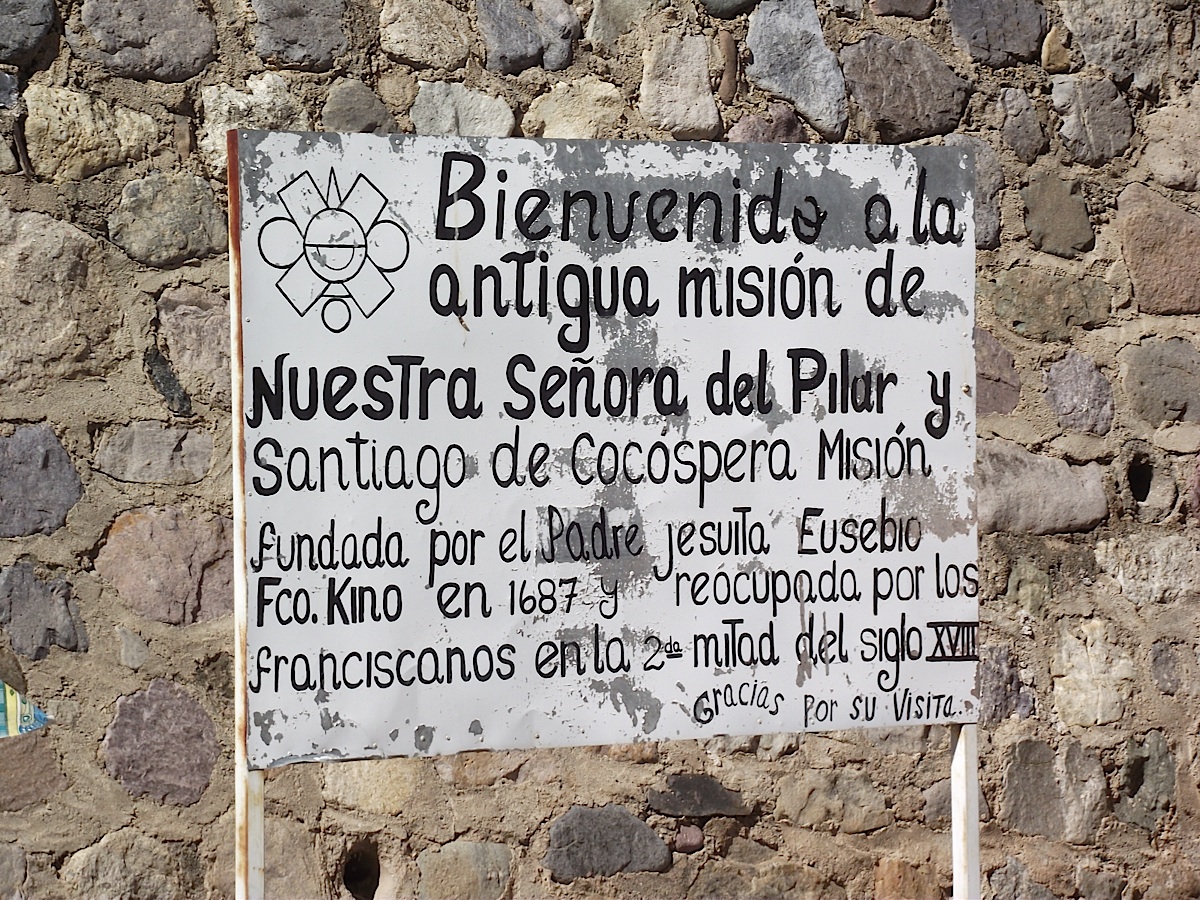 Bienvenido a la
antigua misión de
Nuestra Señora del Pilar y
Santiago de Cocóspera Misión
fundada por el Padre jesuita Eusebio
Fco. Kino en 1687 y reocupada por los
franciscanos en la 2da mitad del siglo XVIII
Gracias Por su Visita..